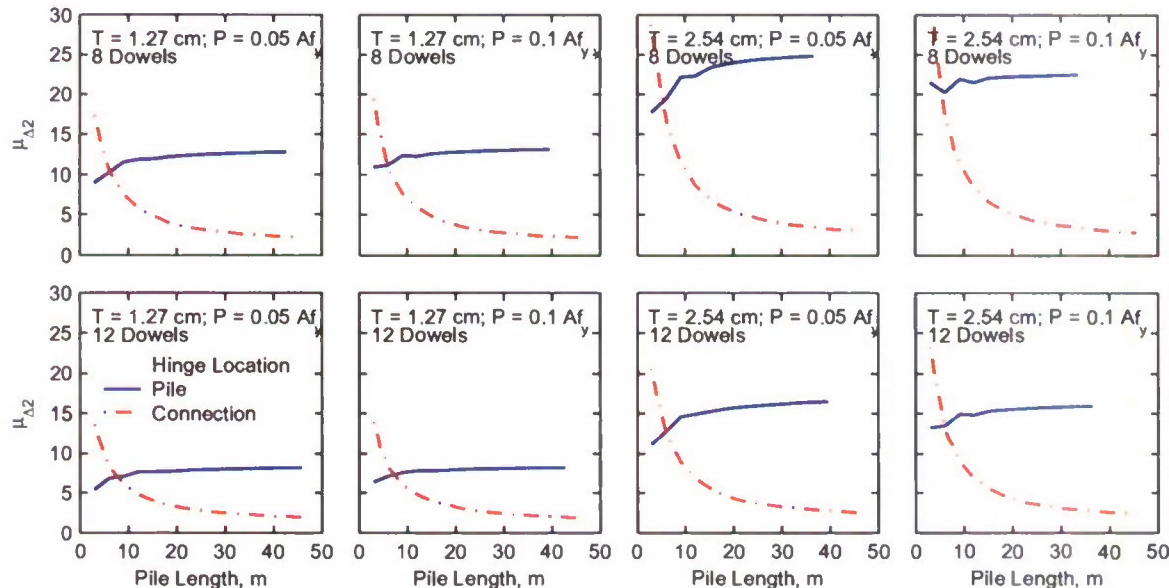 30
25
20
15
10
5
0
μΔ2
T = 1.27 cm; P = 0.05 Af y
8 Dowels
T = 1.27 cm; P = 0.1 Af y
8 Dowels
T = 2.54 cm; P = 0.05 Af y
8 Dowels
T = 2.54 cm; P = 0.1 Af y
8 Dowels
30
25
20
15
10
5
0
μΔ2
T = 1.27 cm; P = 0.05 Af y
12 Dowels
Hinge Location
Pile
Connection
T = 1.27 cm; P = 0.1 Af y
12 Dowels
T = 2.54 cm; P = 0.05 Af y
12 Dowels
T = 2.54 cm; P = 0.1 Af y
12 Dowels
0 10 20 30 40 50
0 10 20 30 40 50
0 10 20 30 40 50
0 10 20 30 40 50
Pile Length, m
Pile Length, m
Pile Length, m
Pile Length, m